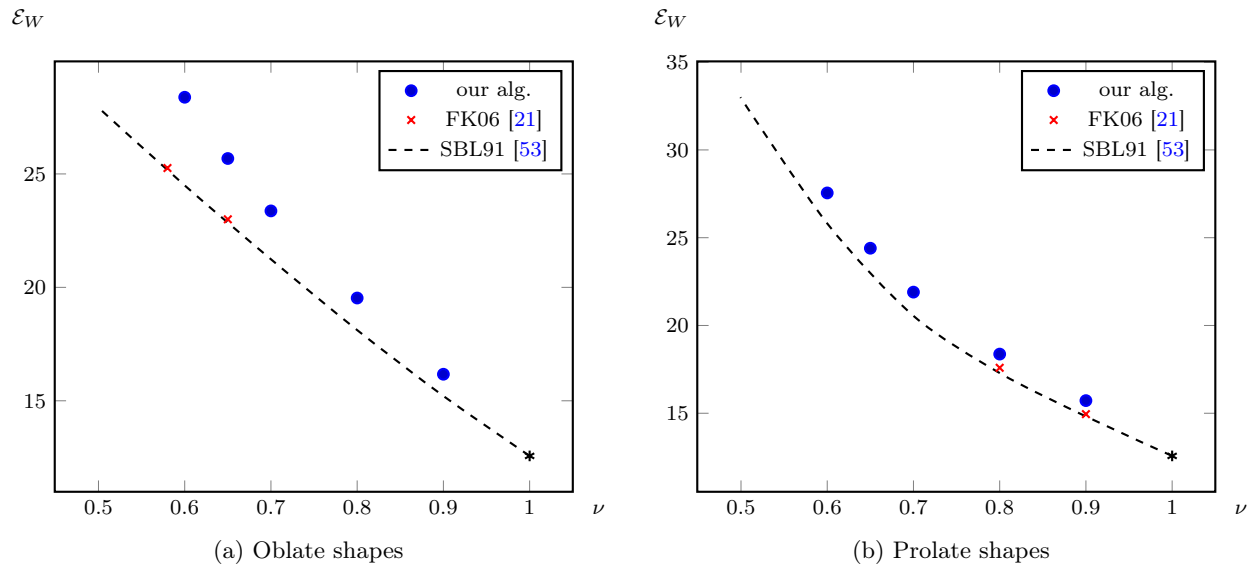 ℰ_W
25
20
15
0.5 0.6 0.7 0.8 0.9 1 ν
our alg.
FK06 [21]
SBL91 [53]
(a) Oblate shapes
ℰ_W
35
30
25
20
15
0.5 0.6 0.7 0.8 0.9 1 ν
our alg.
FK06 [21]
SBL91 [53]
(b) Prolate shapes